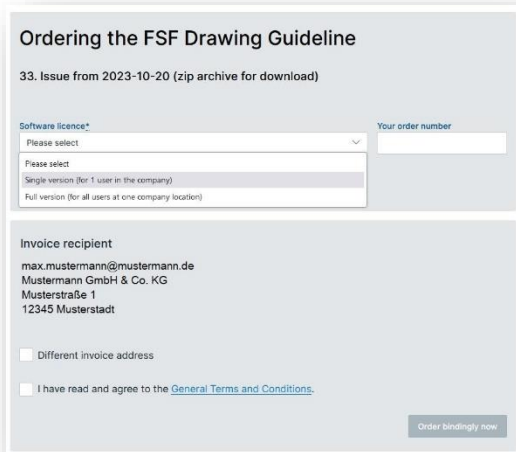 Ordering the FSF Drawing Guideline
33. Issue from 2023-10-20 (zip archive for download)
Software licence*
Your order number
Please select
Please select
Single version (for 1 user in the company)
Full version (for all users at one company location)
Invoice recipient
max.mustermann@mustermann.de
Mustermann GmbH & Co. KG
Musterstraße 1
12345 Musterstadt
Different invoice address
I have read and agree to the General Terms and Conditions.
Order bindingly now